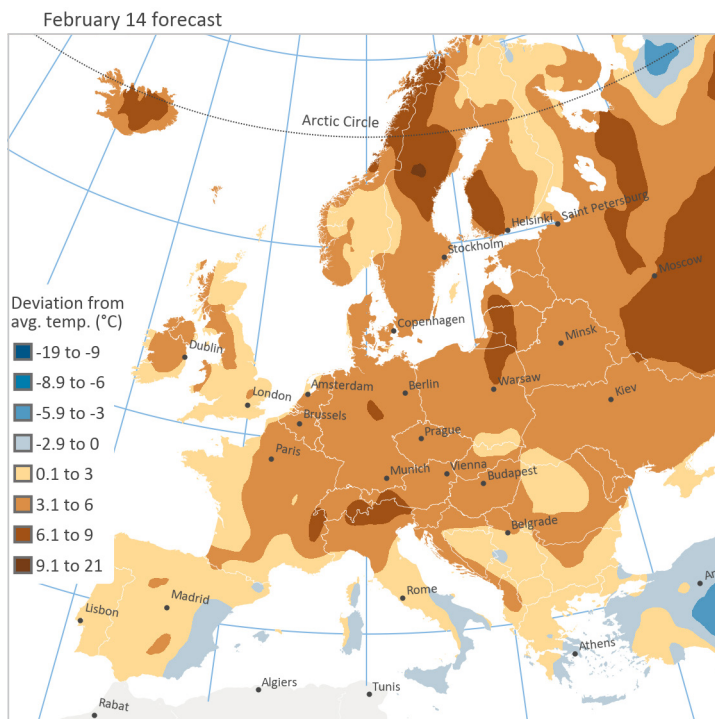 February 14 forecast
Arctic Circle
Helsinki
Saint Petersburg
Stockholm
Moscow
Deviation from
avg. temp. (°C)
-19 to -9
-8.9 to -6
-5.9 to -3
-2.9 to 0
0.1 to 3
3.1 to 6
6.1 to 9
9.1 to 21
Copenhagen
Minsk
Dublin
London
Amsterdam
Berlin
Warsaw
Kiev
Brussels
Paris
Prague
Munich
Vienna
Budapest
Belgrade
Madrid
Lisbon
Rome
An
Athens
Algiers
Tunis
Rabat